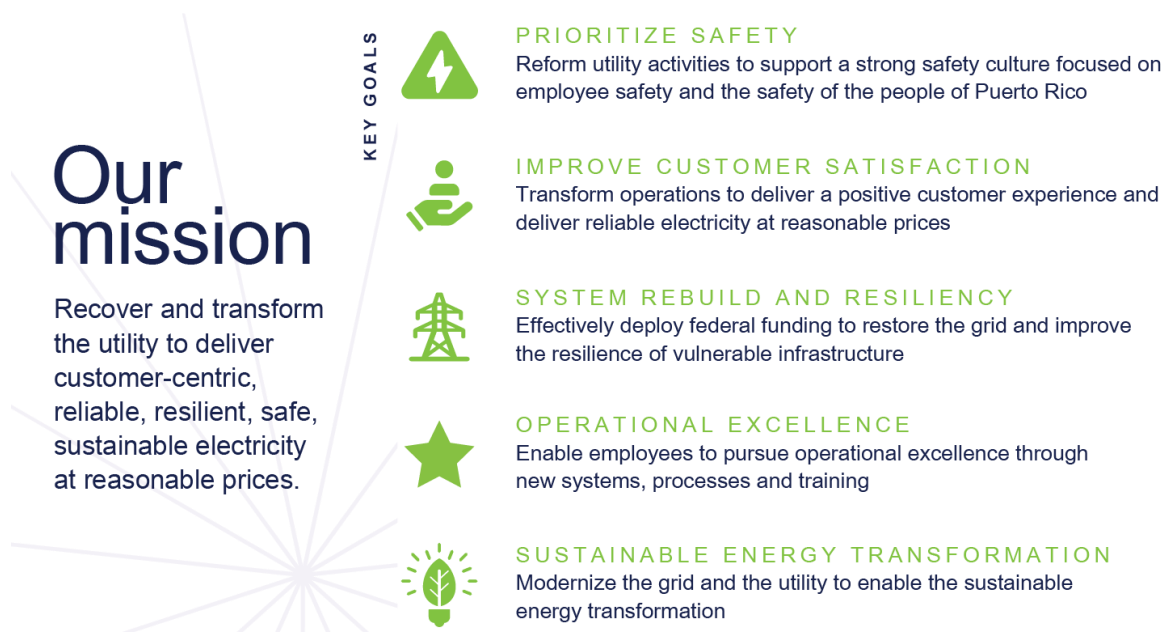 Our
mission
Recover and transform
the utility to deliver
customer-centric,
reliable, resilient, safe,
sustainable electricity
at reasonable prices.
KEY GOALS
PRIORITIZE SAFETY
Reform utility activities to support a strong safety culture focused on
employee safety and the safety of the people of Puerto Rico
IMPROVE CUSTOMER SATISFACTION
Transform operations to deliver a positive customer experience and
deliver reliable electricity at reasonable prices
SYSTEM REBUILD AND RESILIENCY
Effectively deploy federal funding to restore the grid and improve
the resilience of vulnerable infrastructure
OPERATIONAL EXCELLENCE
Enable employees to pursue operational excellence through
new systems, processes and training
SUSTAINABLE ENERGY TRANSFORMATION
Modernize the grid and the utility to enable the sustainable
energy transformation